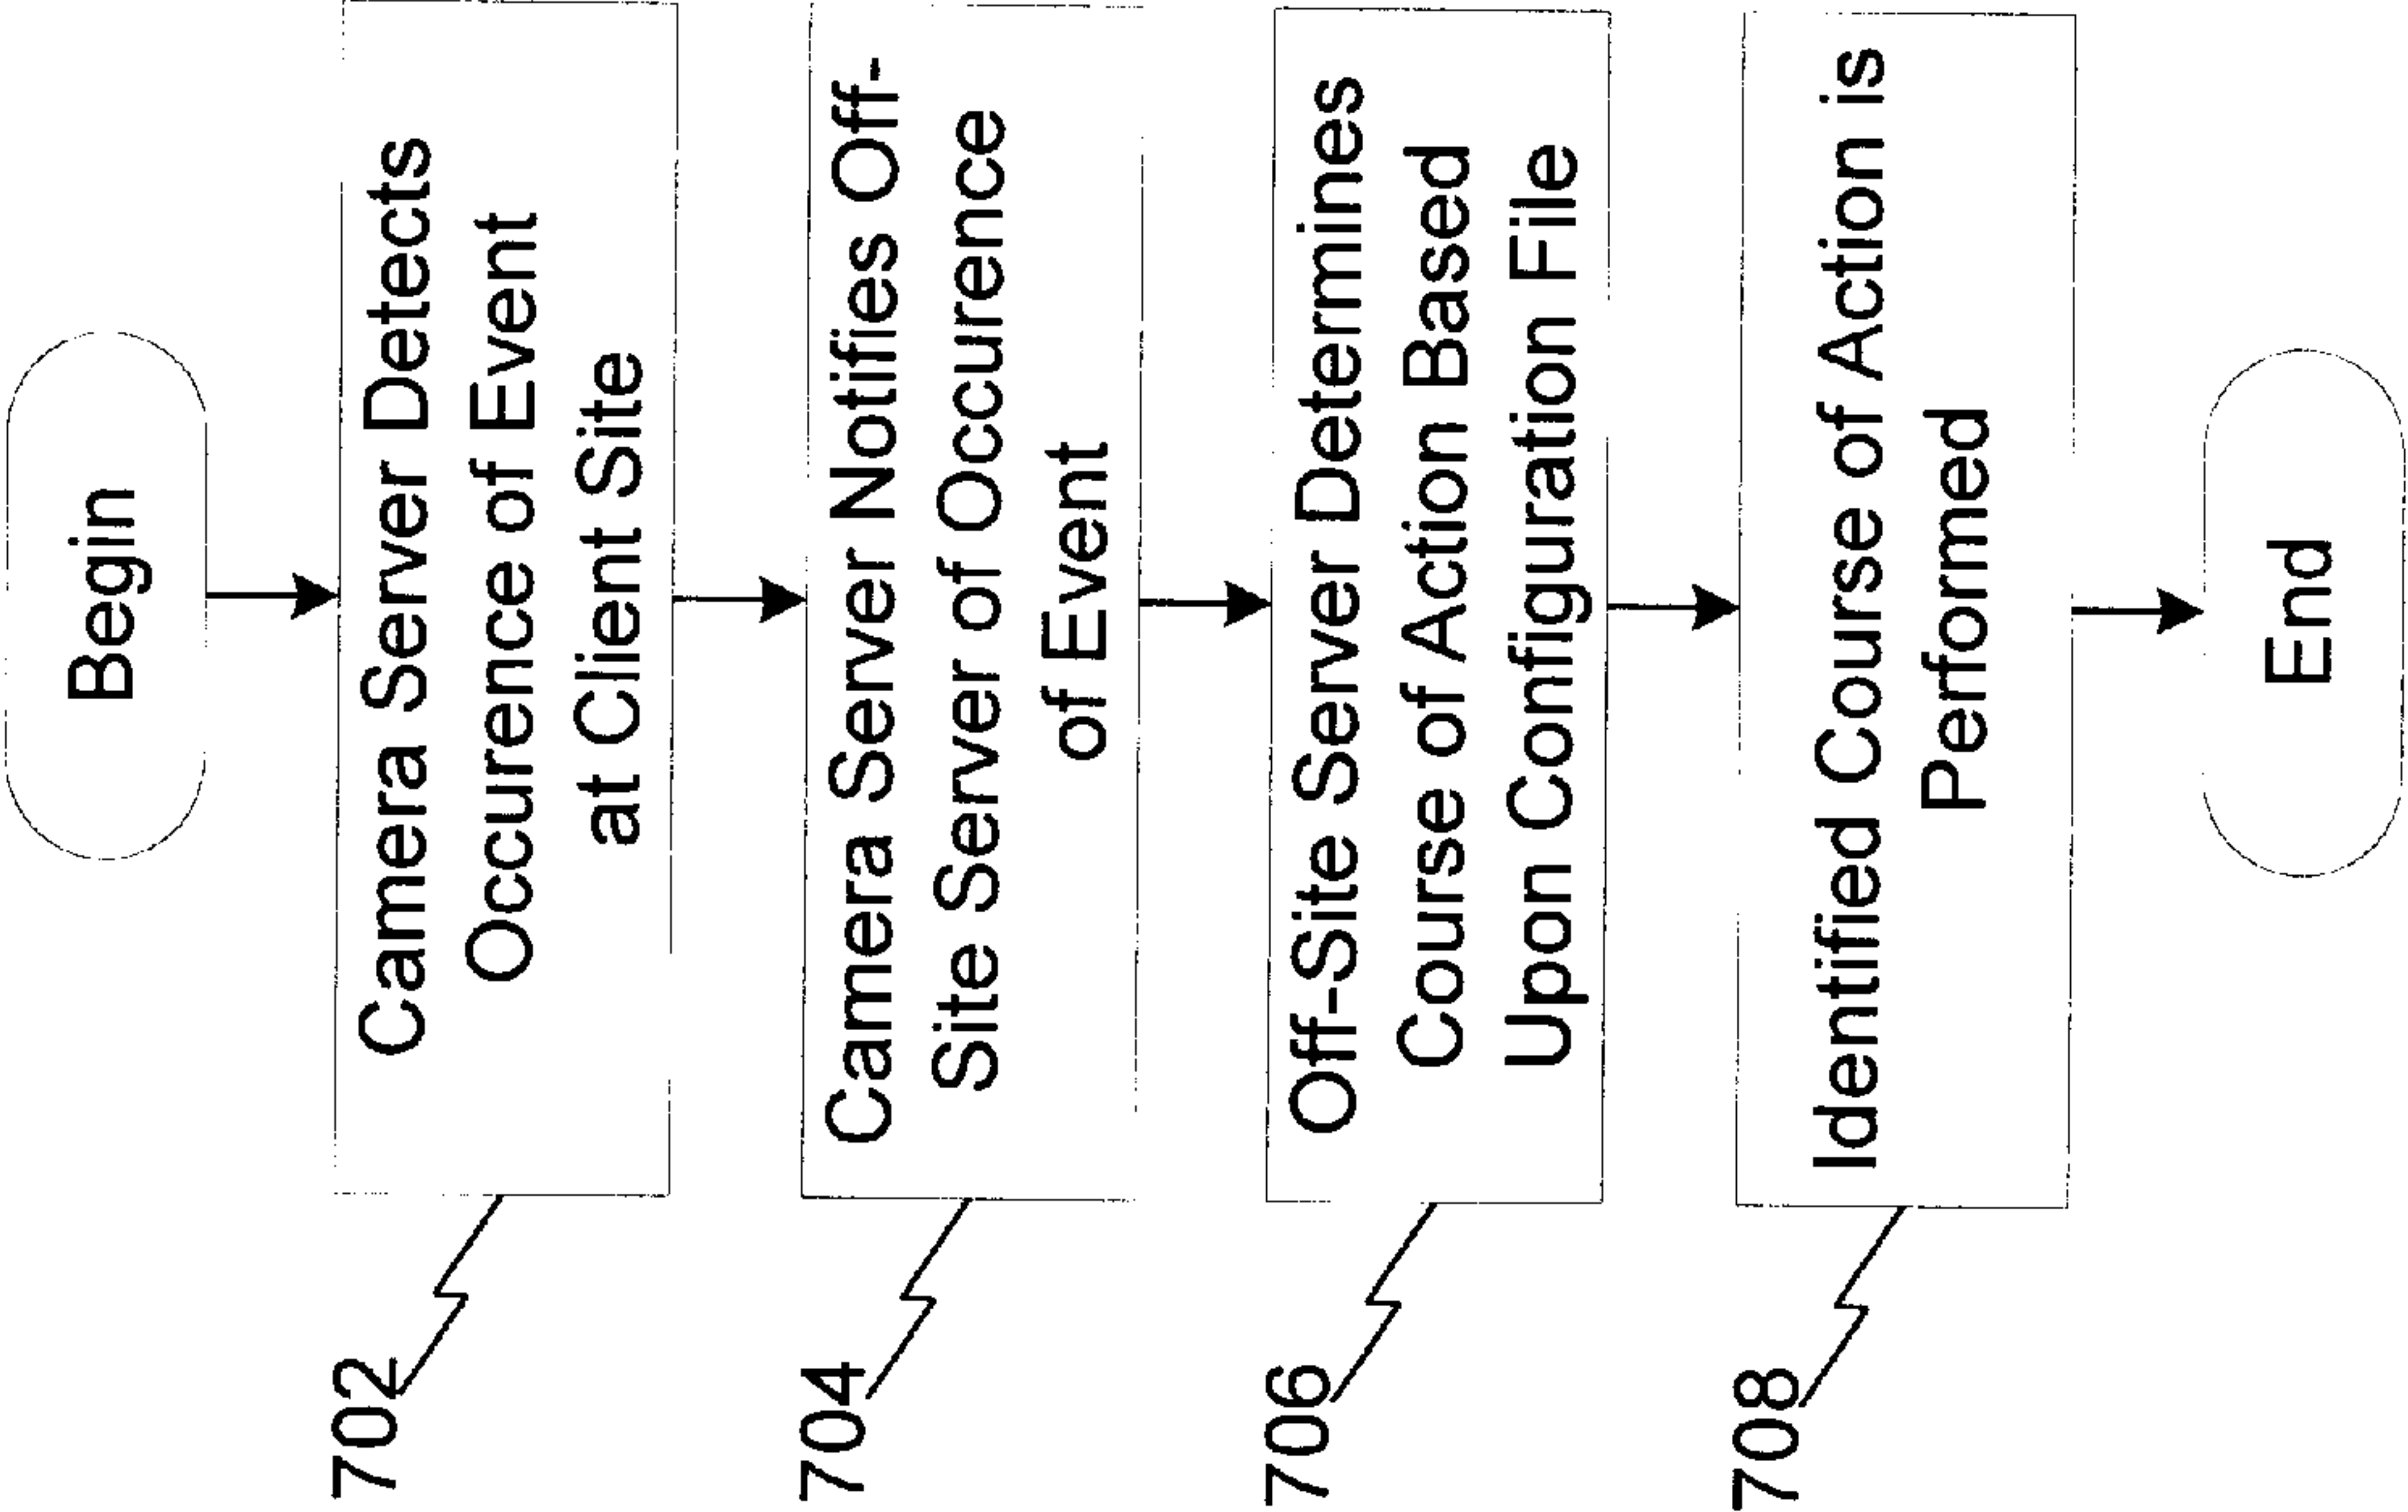 Begin
702
Camera Server Detects
Occurence of Event
at Client Site
704
Camera Server Notifies Off-
Site Server of Occurence
of Event
706
Off-Site Server Determines
Course of Action Based
Upon Configuration File
708
Identified Course of Action is
Performed
End